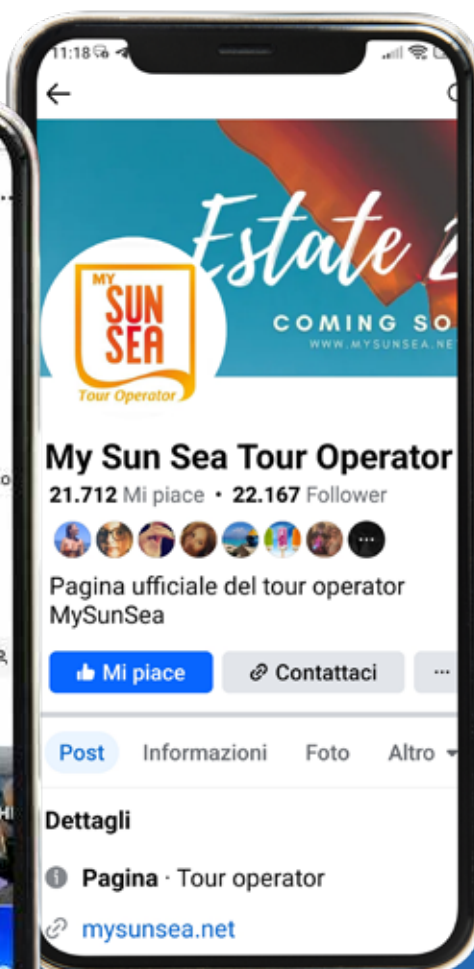 11:18
Estate 2
COMING SO
WWW.MYSUNSEA.NE
MY
SUN
SEA
Tour Operator
My Sun Sea Tour Operator
21.712 Mi piace • 22.167 Follower
Pagina ufficiale del tour operator
MySunSea
Mi piace
Contattaci
Post Informazioni Foto Altro
Dettagli
Pagina · Tour operator
mysunsea.net